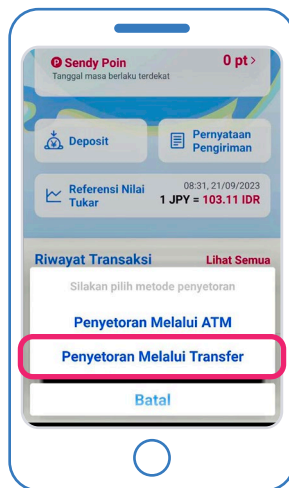 P Sendy Poin 0 pt >
Tanggal masa berlaku terdekat
Deposit
Pernyataan
Pengiriman
Referensi Nilai
Tukar
08:31, 21/09/2023
1 JPY = 103.11 IDR
Riwayat Transaksi Lihat Semua
Silakan pilih metode penyetoran
Penyetoran Melalui ATM
Penyetoran Melalui Transfer
Batal